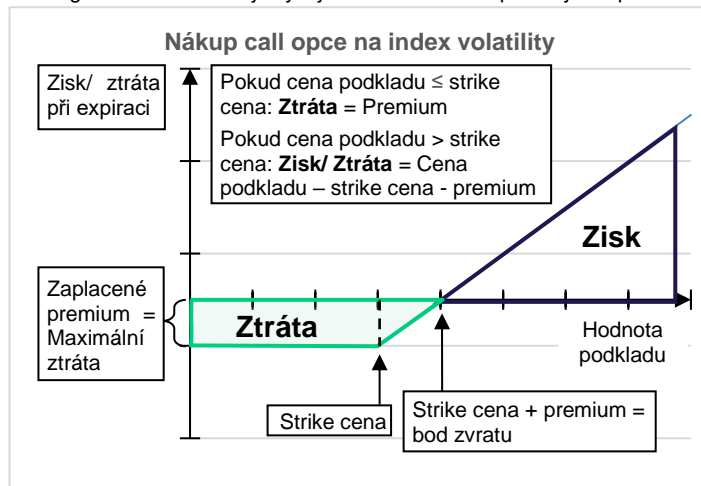 Nákup call opce na index volatility
Zisk/ ztráta
při expiraci
Pokud cena podkladu ≤ strike
cena: Ztráta = Premium
Pokud cena podkladu > strike
cena: Zisk/ Ztráta = Cena
podkladu – strike cena - premium
Zisk
Zaplacené
premium =
Maximální
ztráta
Ztráta
Hodnota
podkladu
Strike cena
Strike cena + premium =
bod zvratu